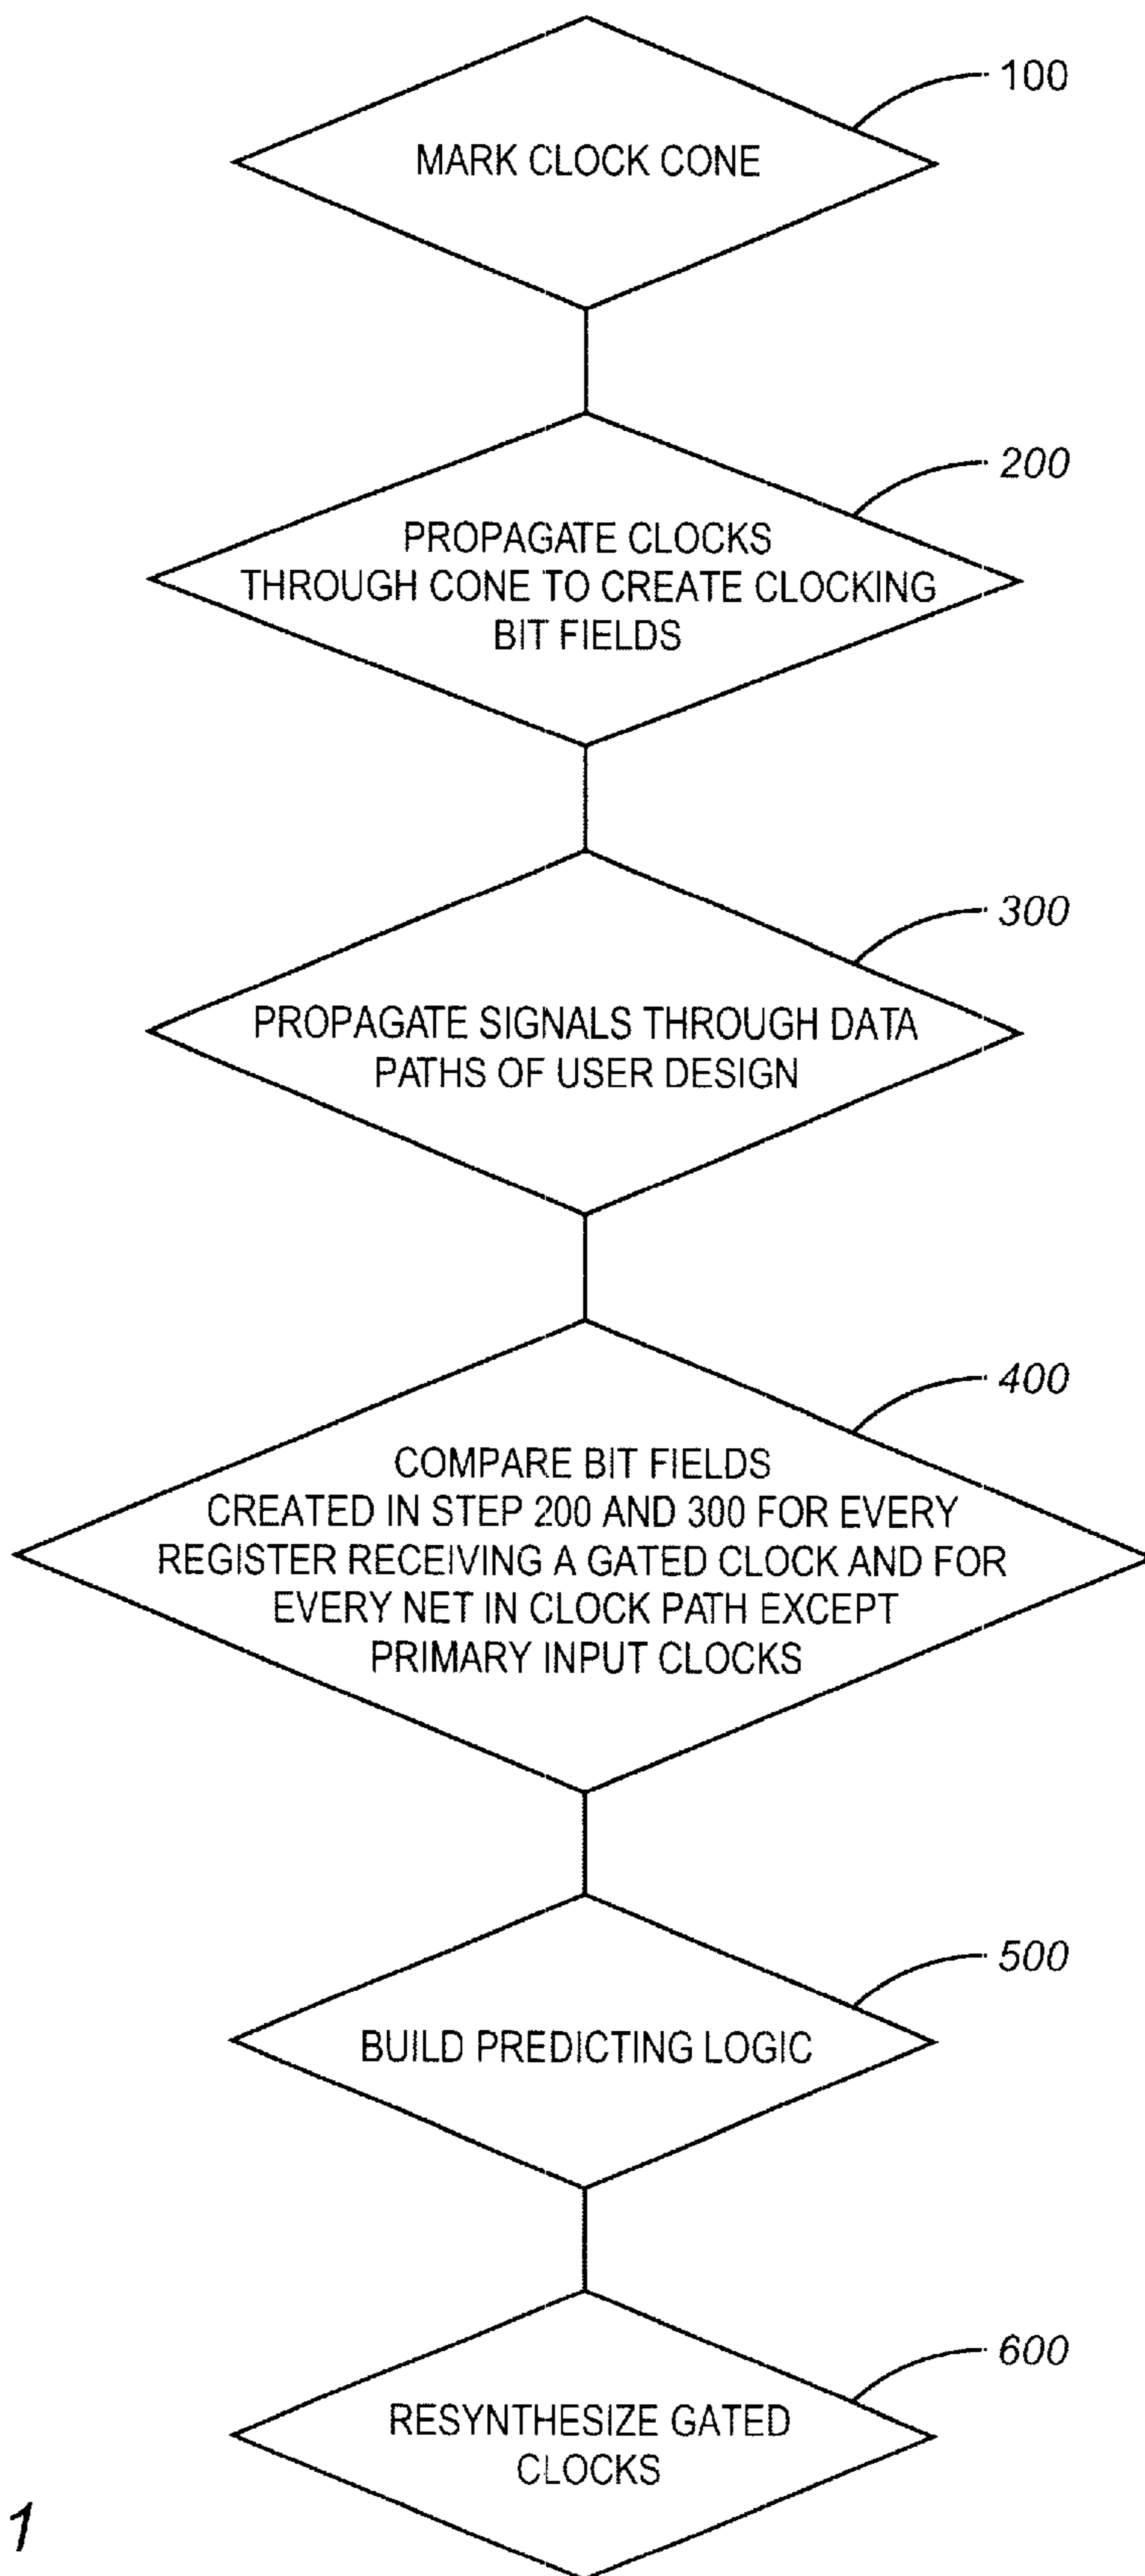 100
MARK CLOCK CONE
200
PROPAGATE CLOCKS
THROUGH CONE TO CREATE CLOCKING
BIT FIELDS
300
PROPAGATE SIGNALS THROUGH DATA
PATHS OF USER DESIGN
400
COMPARE BIT FIELDS
CREATED IN STEP 200 AND 300 FOR EVERY
REGISTER RECEIVING A GATED CLOCK AND FOR
EVERY NET IN CLOCK PATH EXCEPT
PRIMARY INPUT CLOCKS
500
BUILD PREDICTING LOGIC
600
RESYNTHESIZE GATED
CLOCKS
1